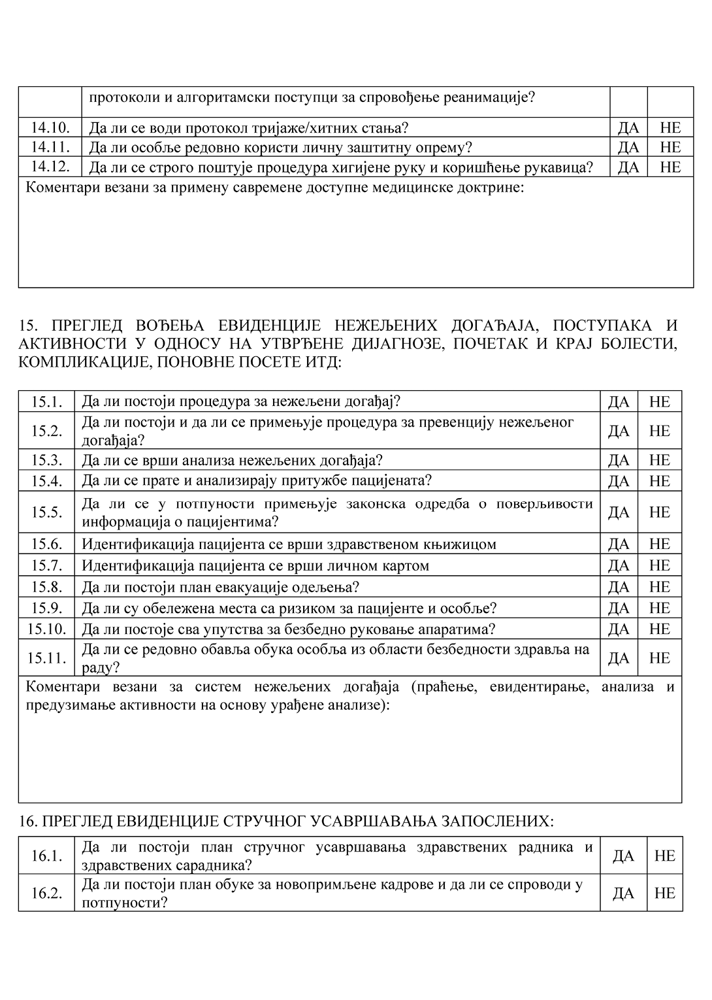 протоколи и алгоритамски поступци за спровођење реанимације?
14.10. Да ли се води протокол тријаже/хитних стања? ДА НЕ
14.11. Да ли особље редовно користи личну заштитну опрему? ДА НЕ
14.12. Да ли се строго поштује процедура хигијене руку и коришћење рукавица? ДА НЕ
Коментари везани за примену савремене доступне медицинске доктрине:
15. ПРЕГЛЕД ВОЂЕЊА ЕВИДЕНЦИЈЕ НЕЖЕЉЕНИХ ДОГАЂАЈА, ПОСТУПАКА И
АКТИВНОСТИ У ОДНОСУ НА УТВРЂЕНЕ ДИЈАГНОЗЕ, ПОЧЕТАК И КРАЈ БОЛЕСТИ,
КОМПЛИКАЦИЈЕ, ПОНОВНЕ ПОСЕТЕ ИТД:
15.1. Да ли постоји процедура за нежељени догађај? ДА НЕ
15.2. Да ли постоји и да ли се примењује процедура за превенцију нежељеног
догађаја? ДА НЕ
15.3. Да ли се врши анализа нежељених догађаја? ДА НЕ
15.4. Да ли се прате и анализирају притужбе пацијената? ДА НЕ
15.5. Да ли се у потпуности примењује законска одредба о поверљивости
информација о пацијентима? ДА НЕ
15.6. Идентификација пацијента се врши здравственом књижицом ДА НЕ
15.7. Идентификација пацијента се врши личном картом ДА НЕ
15.8. Да ли постоји план евакуације одељења? ДА НЕ
15.9. Да ли су обележена места са ризиком за пацијенте и особље? ДА НЕ
15.10. Да ли постоје сва упутства за безбедно руковање апаратима? ДА НЕ
15.11. Да ли се редовно обавља обука особља из области безбедности здравља на
раду? ДА НЕ
Коментари везани за систем нежељених догађаја (праћење, евидентирање, анализа и
предузимање активности на основу урађене анализе):
16. ПРЕГЛЕД ЕВИДЕНЦИЈЕ СТРУЧНОГ УСАВРШАВАЊА ЗАПОСЛЕНИХ:
16.1. Да ли постоји план стручног усавршавања здравствених радника и
здравствених сарадника? ДА НЕ
16.2. Да ли постоји план обуке за новопримљене кадрове и да ли се спроводи у
потпуности? ДА НЕ